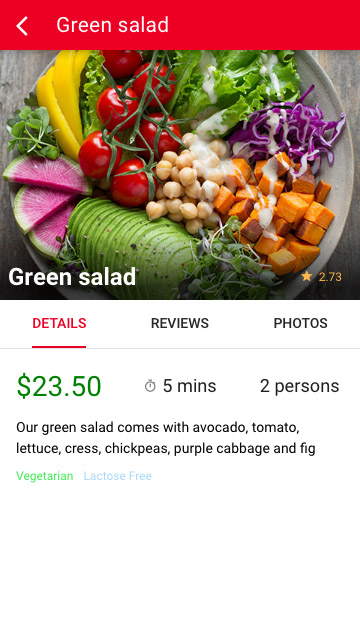 Green salad
Green salad
2.73
DETAILS REVIEWS PHOTOS
$23.50 5 mins 2 persons
Our green salad comes with avocado, tomato,
lettuce, cress, chickpeas, purple cabbage and fig
Vegetarian Lactose Free